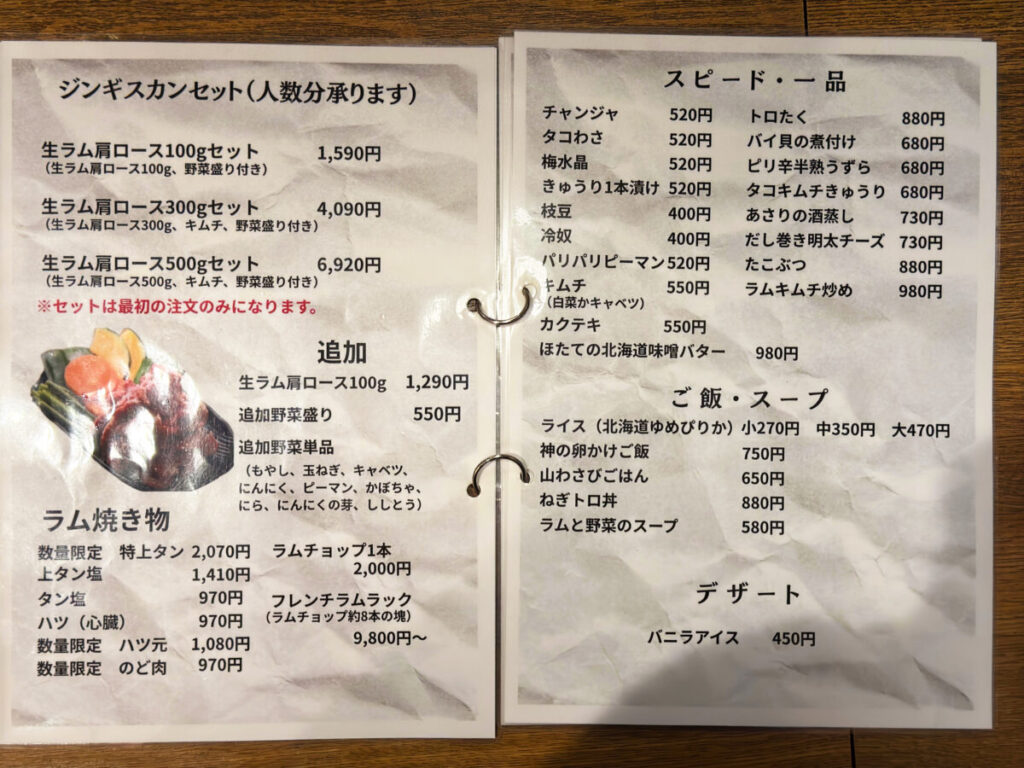 ジンギスカンセット(人数分承ります)
生ラム肩ロース100gセット 1,590円
(生ラム肩ロース100g、野菜盛り付き)
生ラム肩ロース300gセット 4,090円
(生ラム肩ロース300g、キムチ、野菜盛り付き)
生ラム肩ロース500gセット 6,920円
(生ラム肩ロース500g、キムチ、野菜盛り付き)
※セットは最初の注文のみになります。
追加
生ラム肩ロース100g 1,290円
追加野菜盛り 550円
追加野菜単品
(もやし、玉ねぎ、キャベツ、
にんにく、ピーマン、かぼちゃ、
にら、にんにくの芽、ししとう)
ラム焼き物
数量限定 特上タン 2,070円
上タン塩 1,410円
タン塩 970円
ハツ(心臓) 970円
数量限定 ハツ元 1,080円
数量限定 のど肉 970円
ラムチョップ1本
2,000円
フレンチラムラック
(ラムチョップ約8本の塊)
9,800円〜
スピード・一品
チャンジャ 520円
タコわさ 520円
梅水晶 520円
きゅうり1本漬け 520円
枝豆 400円
冷奴 400円
パリパリピーマン 520円
キムチ 550円
(白菜かキャベツ)
カクテキ 550円
ほたての北海道味噌バター 980円
トロたく 880円
バイ貝の煮付け 680円
ピリ辛半熟うずら 680円
タコキムチきゅうり 680円
あさりの酒蒸し 730円
だし巻き明太チーズ 730円
たこぶつ 880円
ラムキムチ炒め 980円
ご飯・スープ
ライス(北海道ゆめぴりか)小270円 中350円 大470円
神の卵かけご飯 750円
山わさびごはん 650円
ねぎトロ丼 880円
ラムと野菜のスープ 580円
デザート
バニラアイス 450円